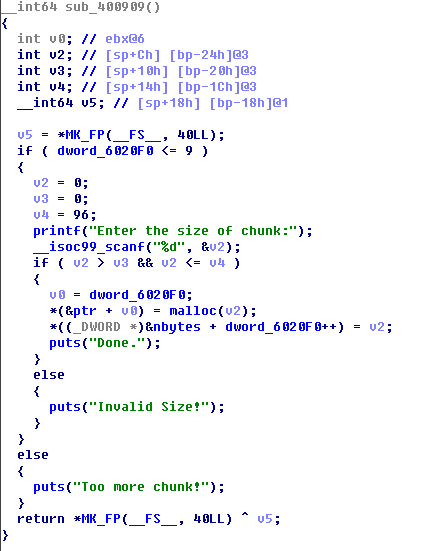 __int64 sub_400909()
{
  int v0; // ebx@6
  int v2; // [sp+Ch] [bp-24h]@3
  int v3; // [sp+10h] [bp-20h]@3
  int v4; // [sp+14h] [bp-1Ch]@3
  __int64 v5; // [sp+18h] [bp-18h]@1

  v5 = *MK_FP(__FS__, 40LL);
  if ( dword_6020F0 <= 9 )
  {
    v2 = 0;
    v3 = 0;
    v4 = 96;
    printf("Enter the size of chunk:");
    __isoc99_scanf("%d", &v2);
    if ( v2 > v3 && v2 <= v4 )
    {
      v0 = dword_6020F0;
      *(&ptr + v0) = malloc(v2);
      *((_DWORD *)&nbytes + dword_6020F0++) = v2;
      puts("Done.");
    }
    else
    {
      puts("Invalid Size!");
    }
  }
  else
  {
    puts("Too more chunk!");
  }
  return *MK_FP(__FS__, 40LL) ^ v5;
}